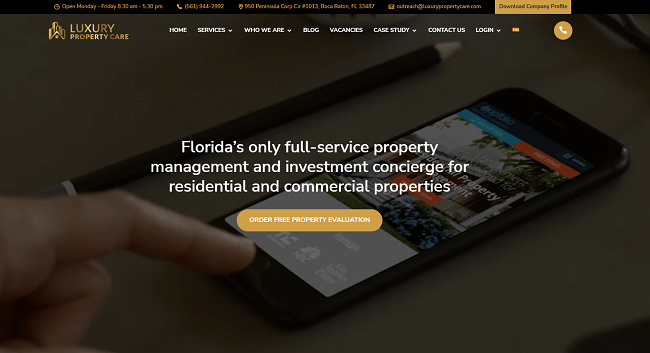 Open Monday - Friday 8:30 am - 5:30 pm
(561) 944-2992
950 Peninsula Corp Cir #1013, Boca Raton, FL 33487
outreach@luxurypropertycare.com
Download Company Profile
LUXURY
PROPERTY CARE
HOME SERVICES WHO WE ARE BLOG VACANCIES CASE STUDY CONTACT US LOGIN
Florida's only full-service property
management and investment concierge for
residential and commercial properties
ORDER FREE PROPERTY EVALUATION